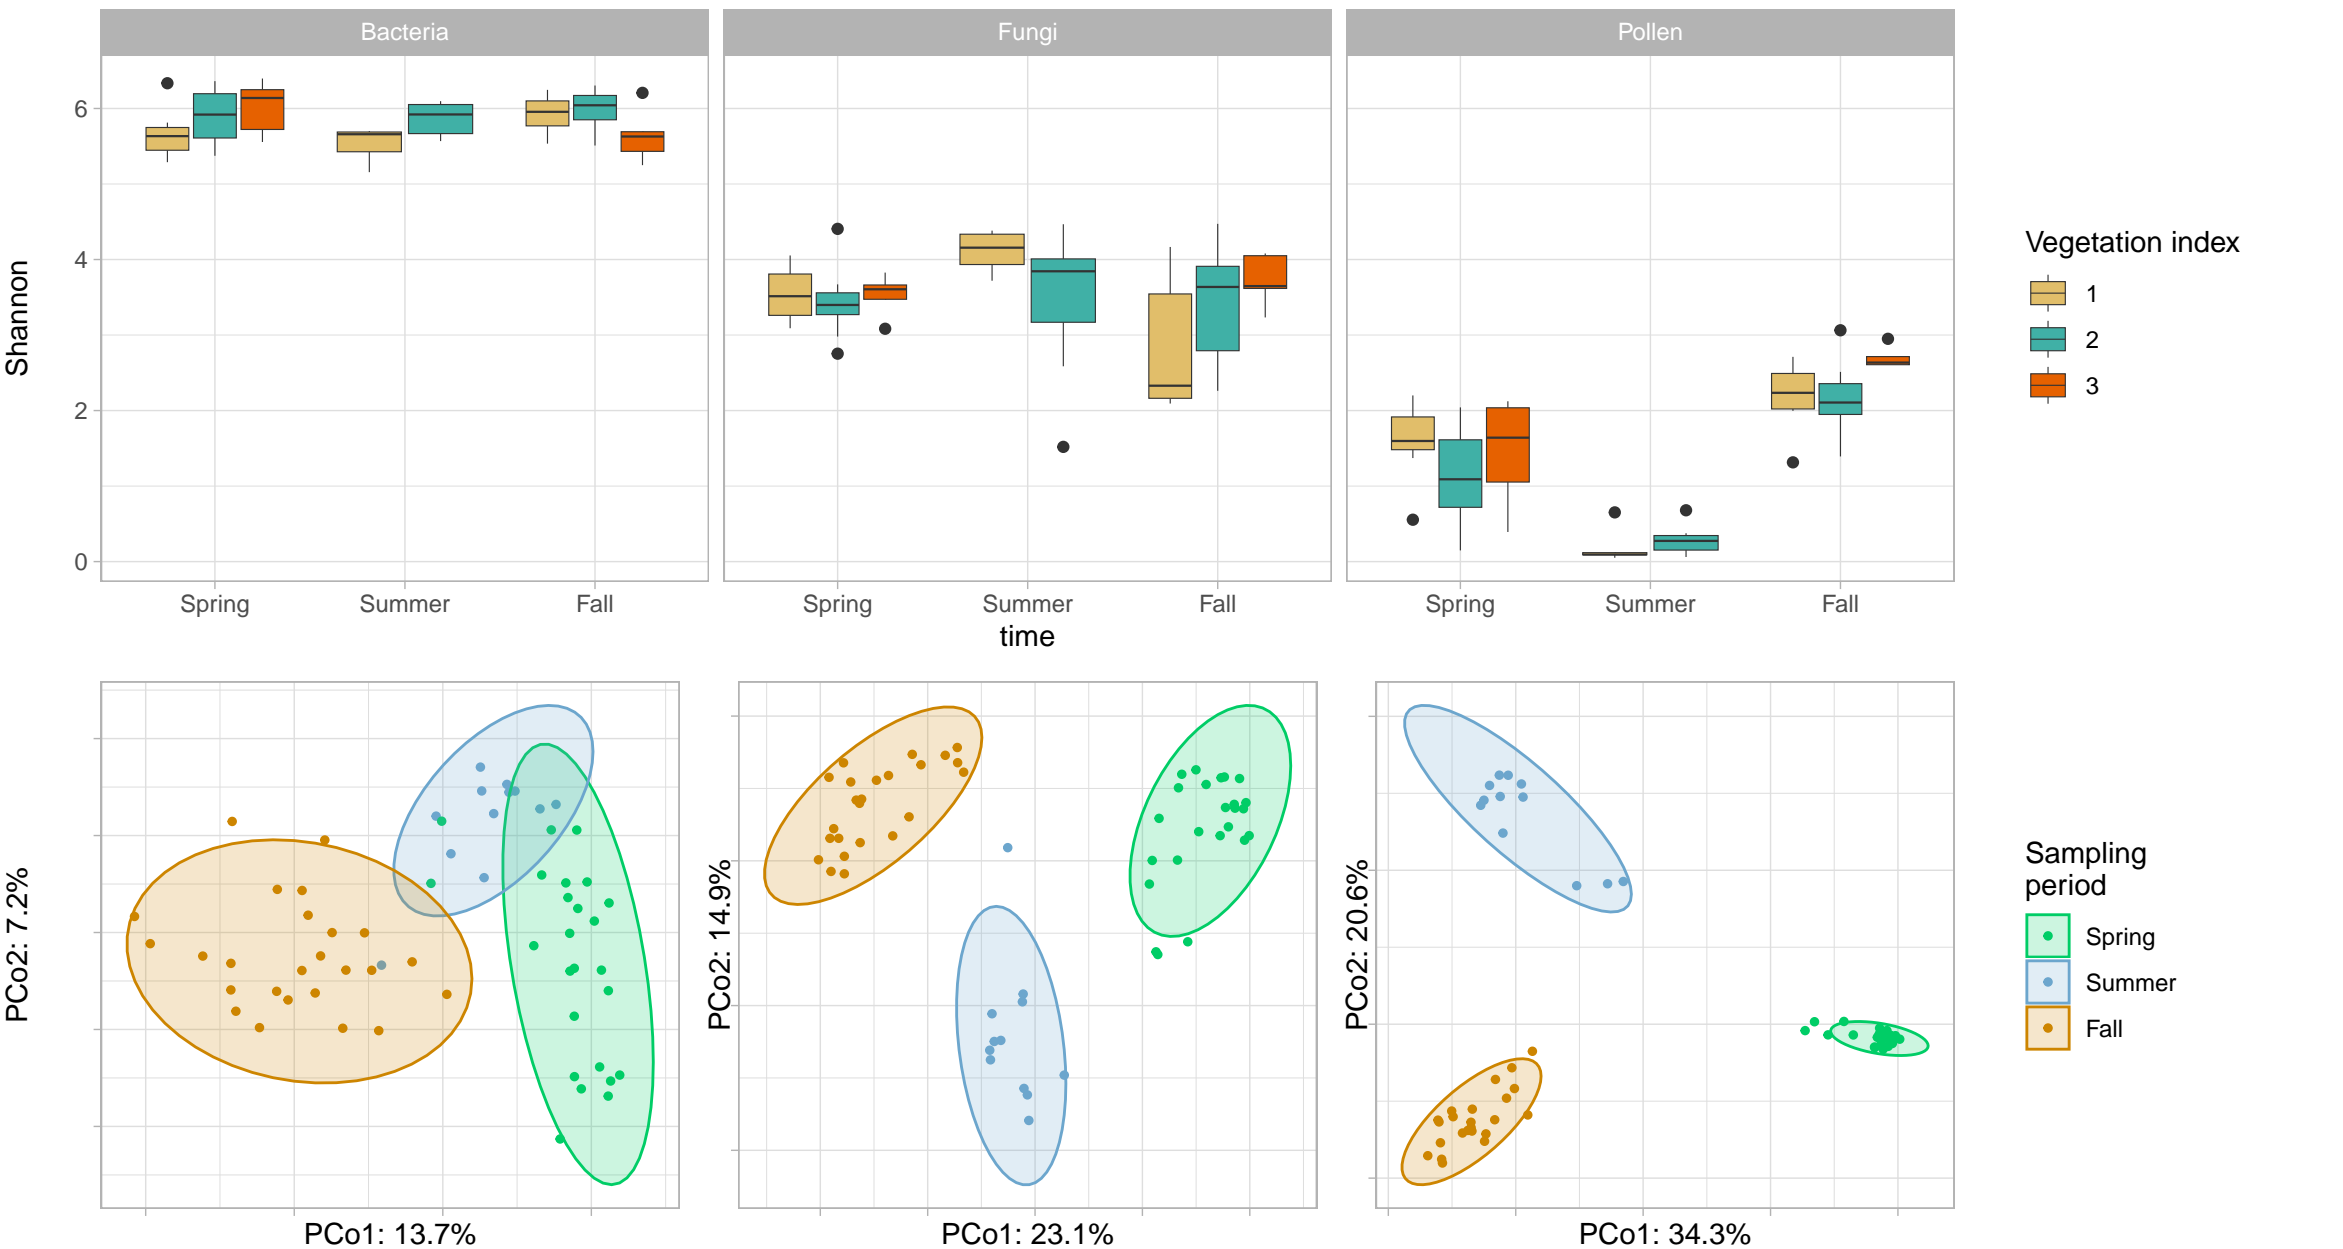 Bacteria
Fungi
Pollen
Shannon
6
4
2
0
Spring
Summer
Fall
Spring
Summer
Fall
Spring
Summer
Fall
time
Vegetation index
1
2
3
PCo2: 7.2%
PCo1: 13.7%
PCo2: 14.9%
PCo1: 23.1%
PCo2: 20.6%
PCo1: 34.3%
Sampling
period
Spring
Summer
Fall